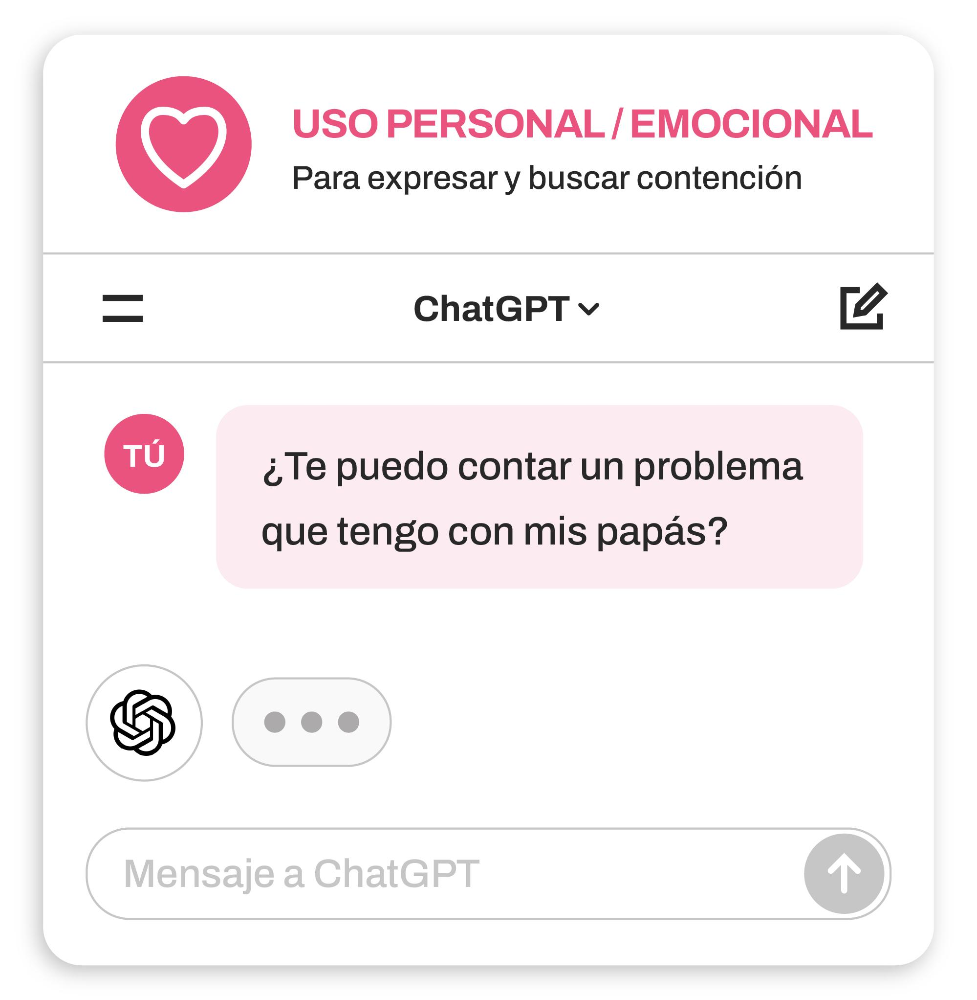 USO PERSONAL / EMOCIONAL
Para expresar y buscar contención
ChatGPT
TÚ
¿Te puedo contar un problema
que tengo con mis papás?
Mensaje a ChatGPT